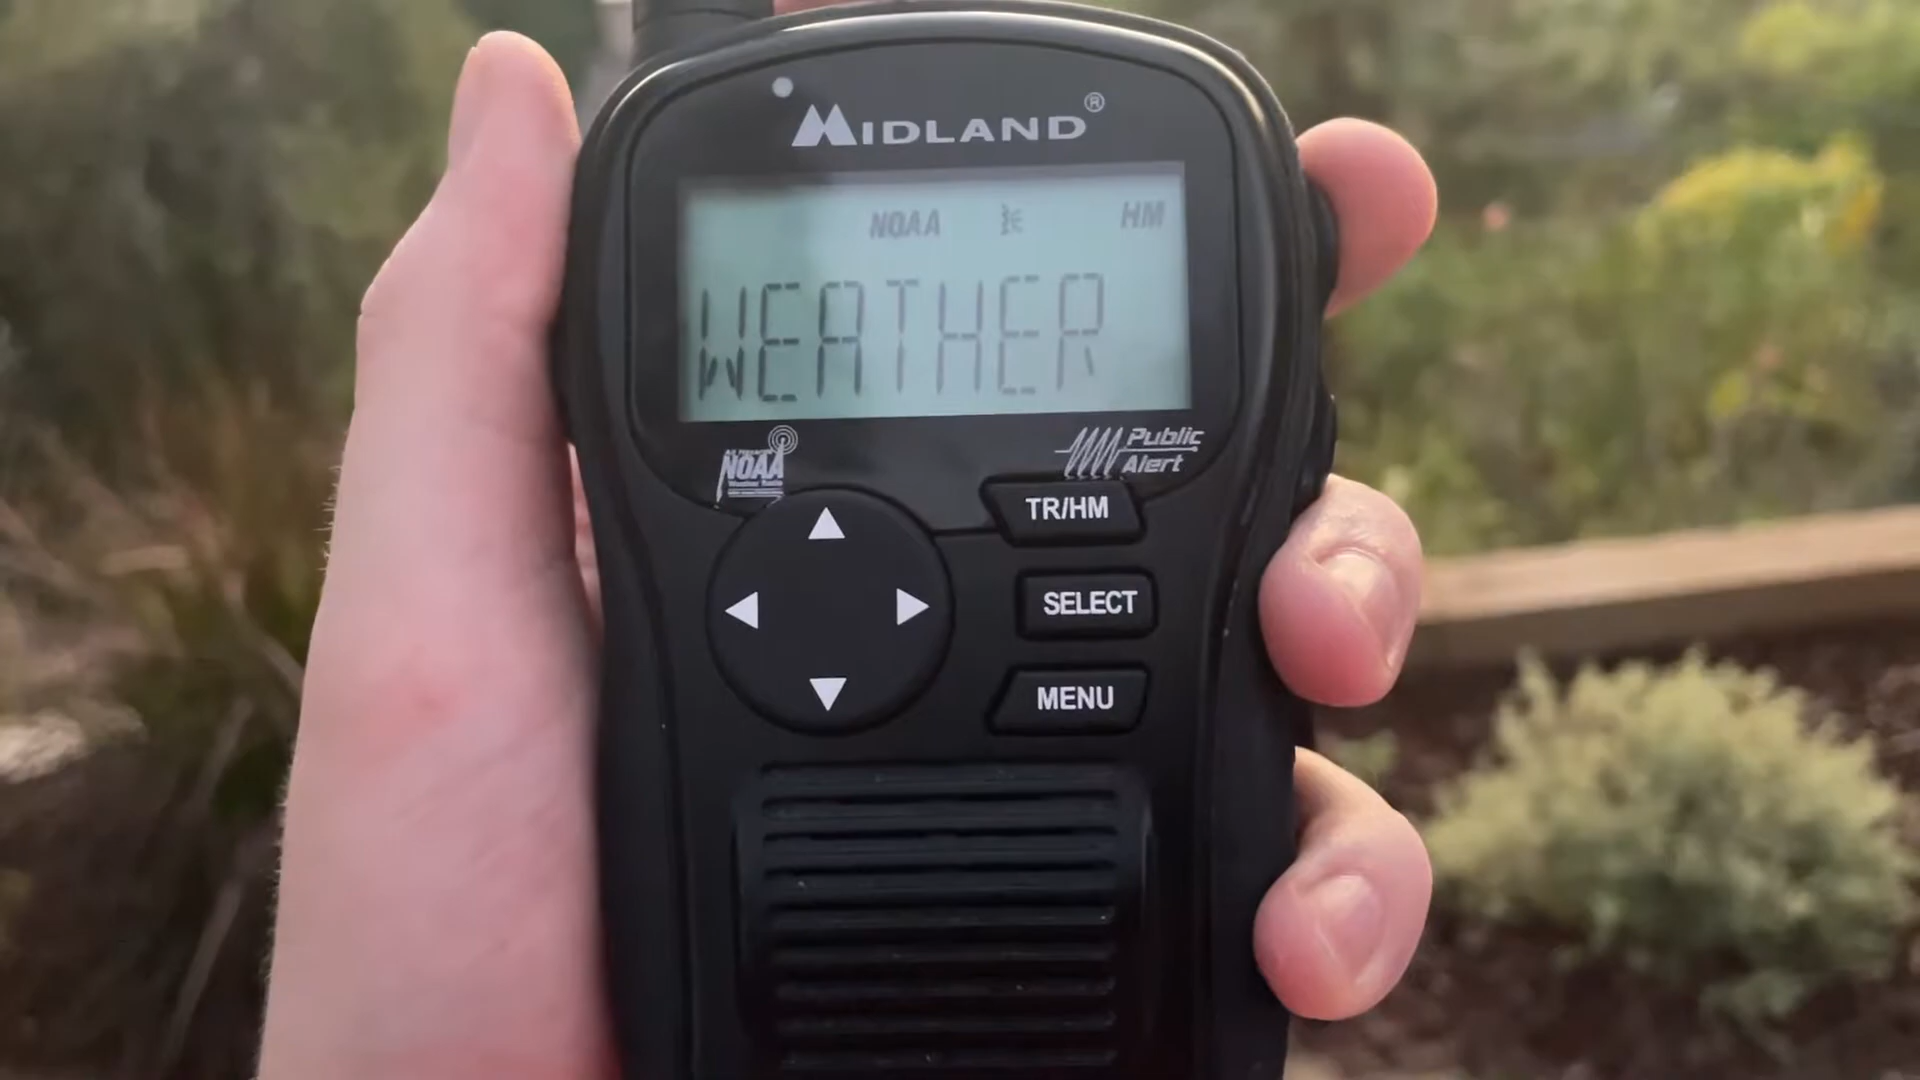 MIDLAND®
NOAA HM
WEATHER
NOAA
Public
Alert
TR/HM
SELECT
MENU